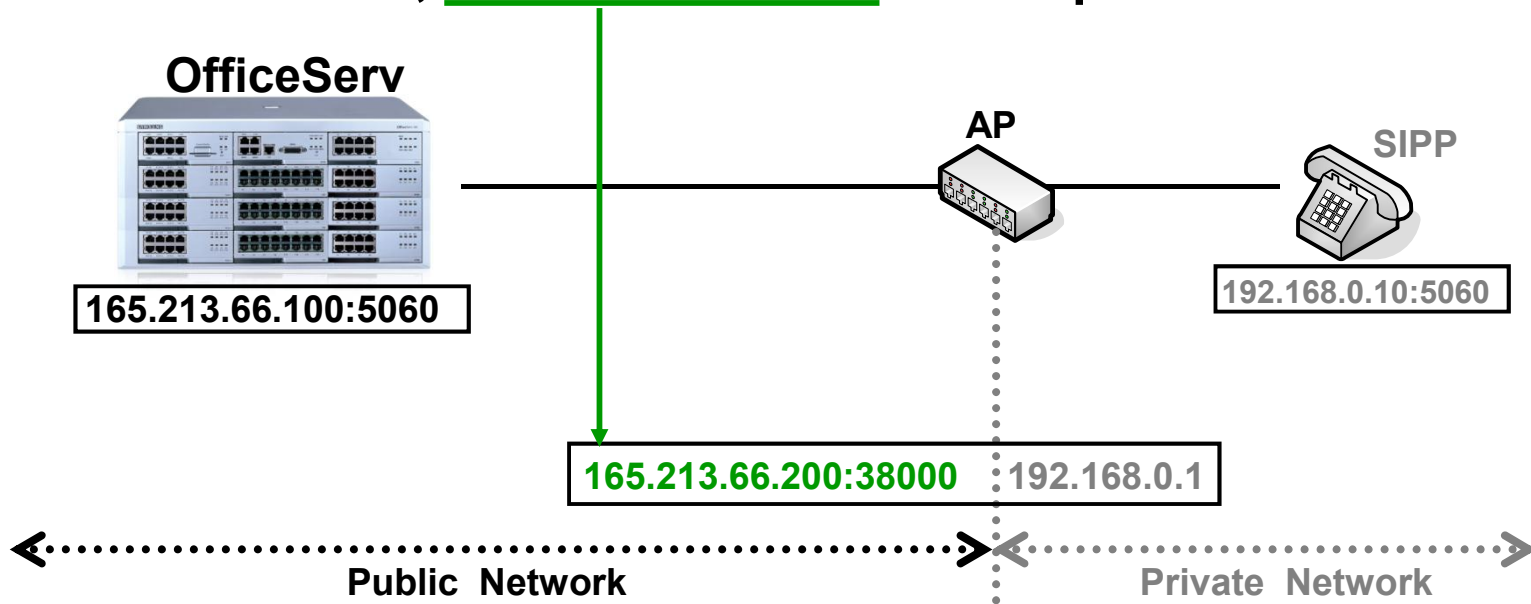 OfficeServ
AP
SIPP
165.213.66.100:5060
192.168.0.10:5060
165.213.66.200:38000
192.168.0.1
Public Network
Private Network